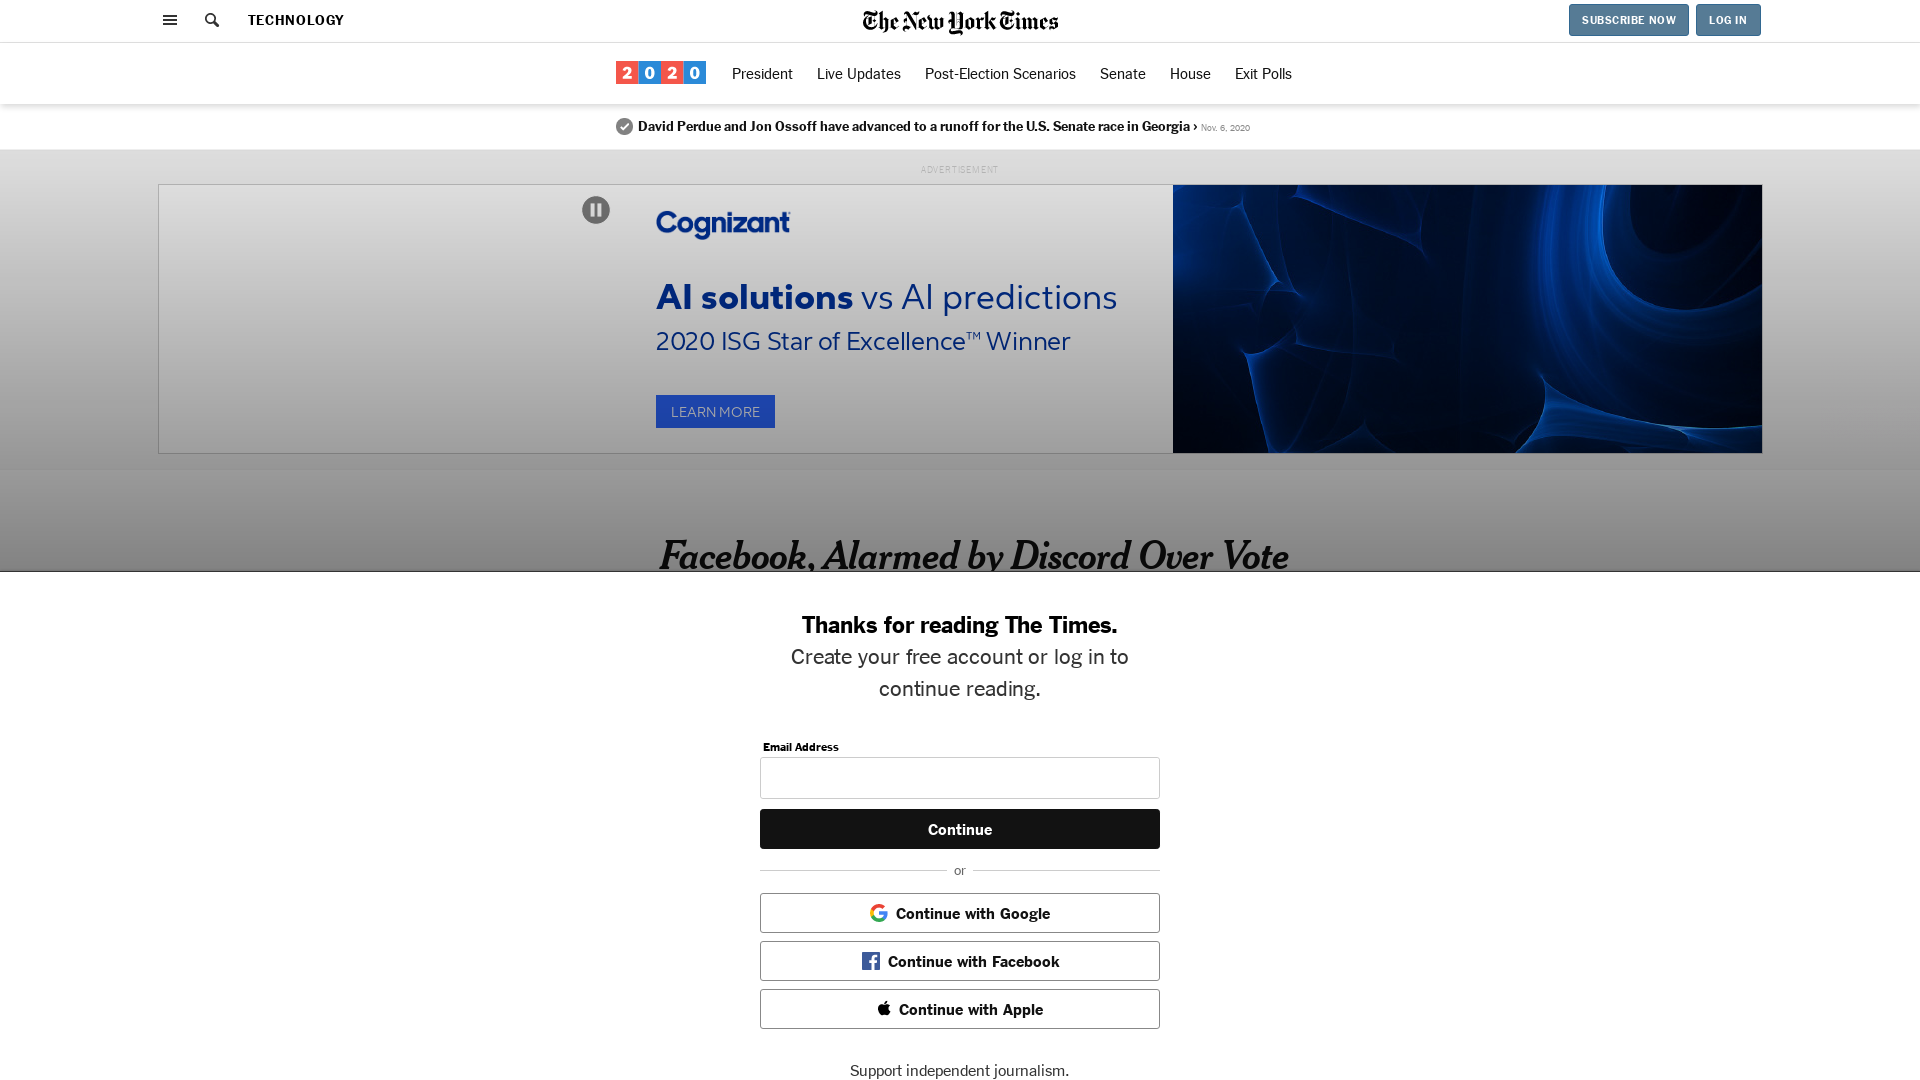 TECHNOLOGY
The New York Times
SUBSCRIBE NOW
LOG IN
2020
President
Live Updates
Post-Election Scenarios
Senate
House
Exit Polls
David Perdue and Jon Ossoff have advanced to a runoff for the U.S. Senate race in Georgia › Nov. 6, 2020
ADVERTISEMENT
Cognizant
AI solutions vs AI predictions
2020 ISG Star of Excellence™ Winner
LEARN MORE
Facebook, Alarmed by Discord Over Vote
Thanks for reading The Times.
Create your free account or log in to
continue reading.
Email Address
Continue
or
Continue with Google
Continue with Facebook
Continue with Apple
Support independent journalism.